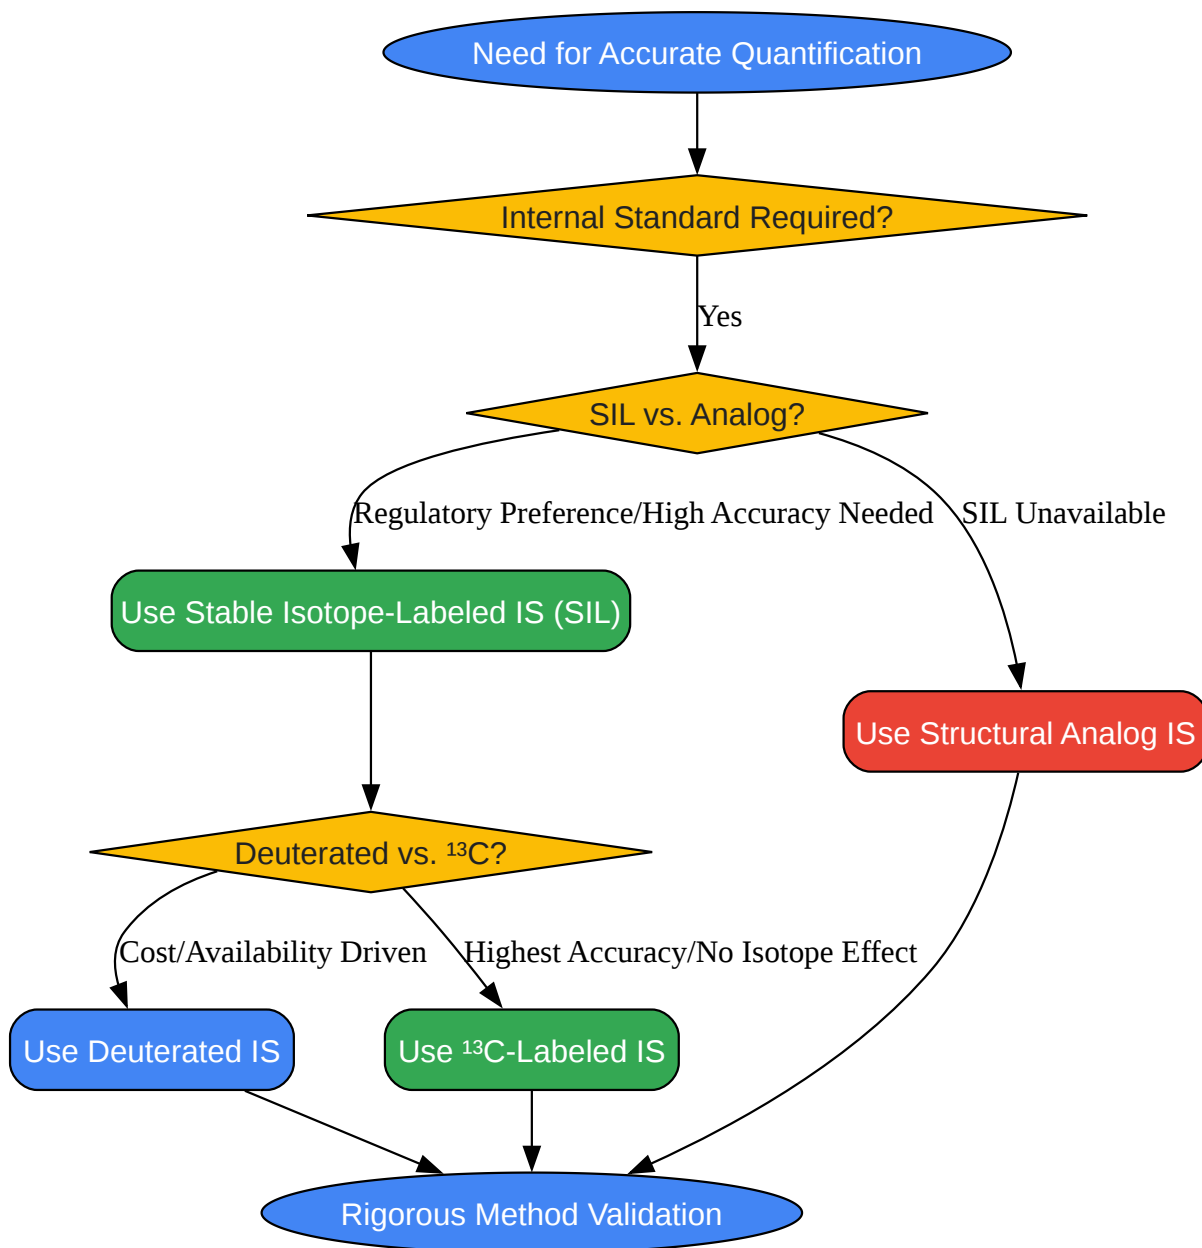 Need for Accurate Quantification
Internal Standard Required?
Yes
SIL vs. Analog?
Regulatory Preference/High Accuracy Needed
SIL Unavailable
Use Stable Isotope-Labeled IS (SIL)
Use Structural Analog IS
Deuterated vs. ¹³C?
Cost/Availability Driven
Highest Accuracy/No Isotope Effect
Use Deuterated IS
Use ¹³C-Labeled IS
Rigorous Method Validation